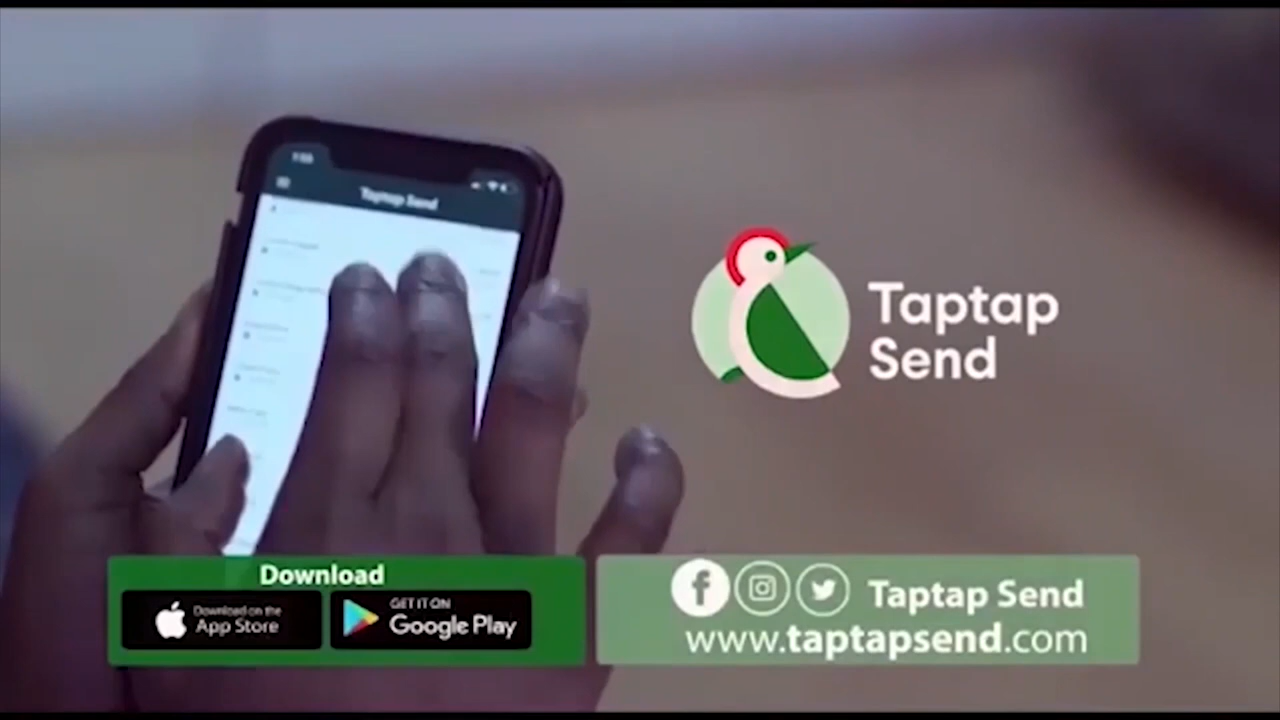 Taptap Send
Taptap
Send
Download
Download on the
App Store
GET IT ON
Google Play
Taptap Send
www.taptapsend.com